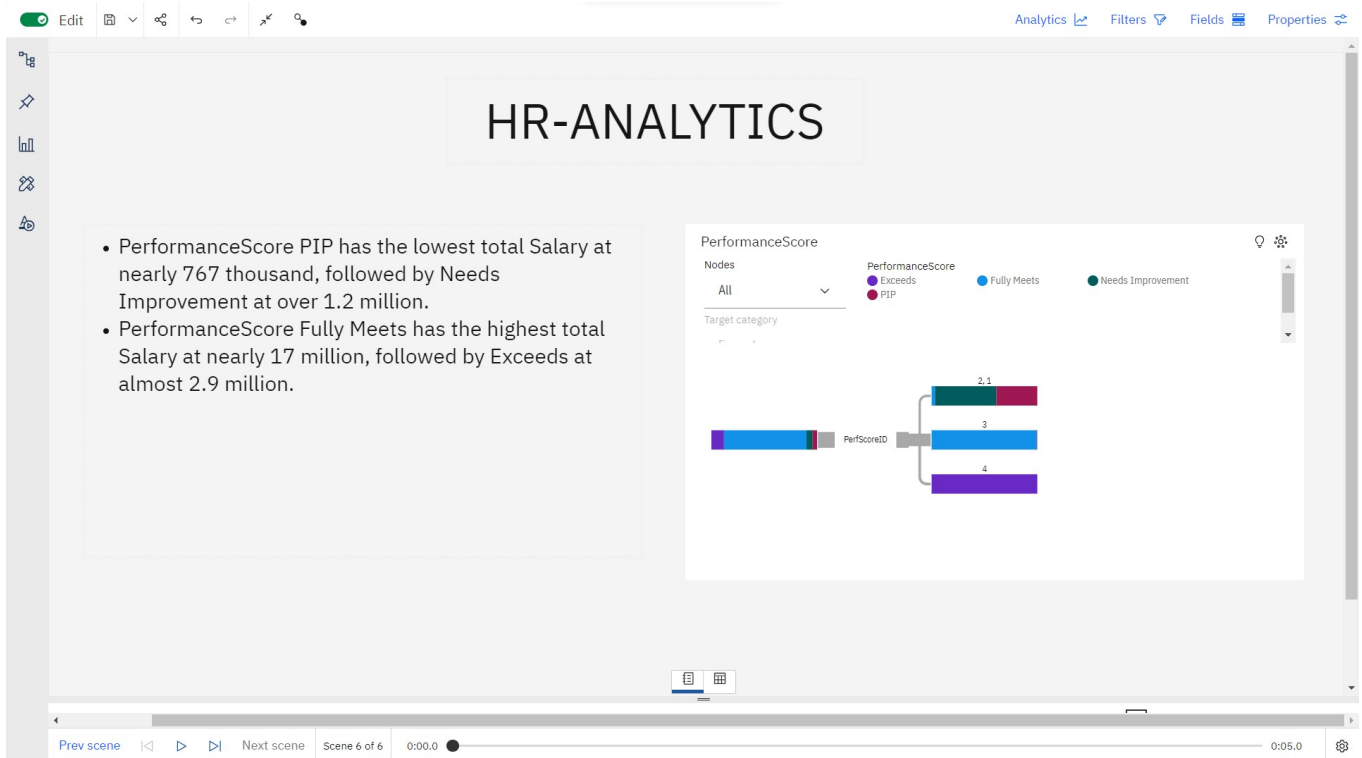 Edit
Analytics
Filters
Fields
Properties
HR-ANALYTICS
• PerformanceScore PIP has the lowest total Salary at
nearly 767 thousand, followed by Needs
Improvement at over 1.2 million.
• PerformanceScore Fully Meets has the highest total
Salary at nearly 17 million, followed by Exceeds at
almost 2.9 million.
PerformanceScore
Nodes
All
Target category
PerformanceScore
Exceeds
Fully Meets
Needs Improvement
PIP
2, 1
PerfScoreID
3
4
Prev scene
Next scene
Scene 6 of 6
0:00.0
0:05.0